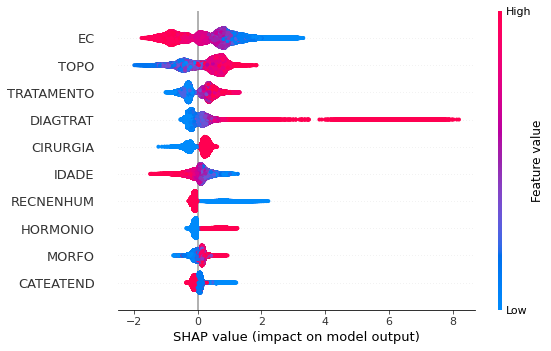 High
EC
TOPO
TRATAMENTO
DIAGTRAT
CIRURGIA
IDADE
RECNENHUM
HORMONIO
MORFO
CATEATEND
Feature value
Low
−2 0 2 4 6 8
SHAP value (impact on model output)